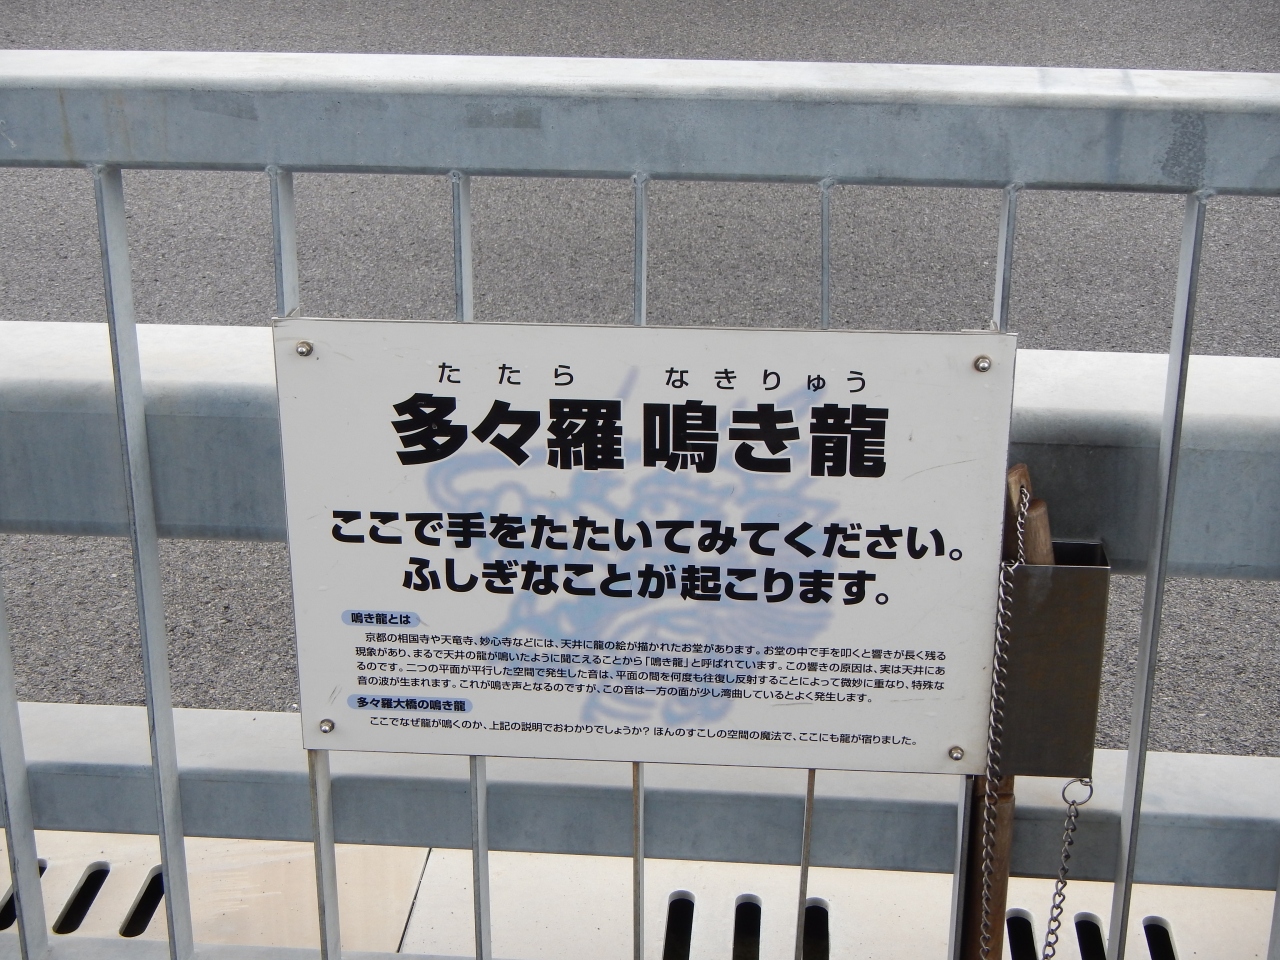 たたら なきりゅう
多々羅 鳴き龍
ここで手をたたいてみてください。
ふしぎなことが起こります。
鳴き龍とは
京都の相国寺や天竜寺、妙心寺などには、天井に龍の絵が描かれたお堂があります。お堂の中で手を叩くと響きが長く残る
現象があり、まるで天井の龍が鳴いたように聞こえることから「鳴き龍」と呼ばれています。この響きの原因は、実は天井にあ
るのです。二つの平面が平行した空間で発生した音は、平面の間を何度も往復し反射することによって微妙に重なり、特殊な
音の波が生まれます。これが鳴き声となるのですが、この音は一方の面が少し湾曲しているとよく発生します。
多々羅大橋の鳴き龍
ここでなぜ龍が鳴くのか、上記の説明でおわかりでしょうか? ほんのすこしの空間の魔法で、ここにも龍が宿りました。